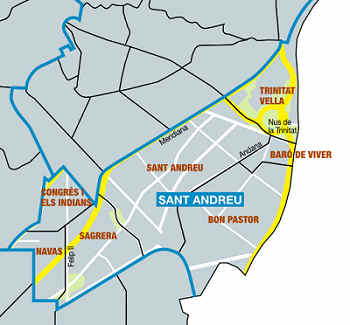 TRINITAT
VELLA
Nus de
la Trinitat
Meridiana
Andana
BARÓ DE VIVER
SANT ANDREU
CONGRÉS I
ELS INDIANS
SANT ANDREU
BON PASTOR
SAGRERA
NAVAS
Felip II